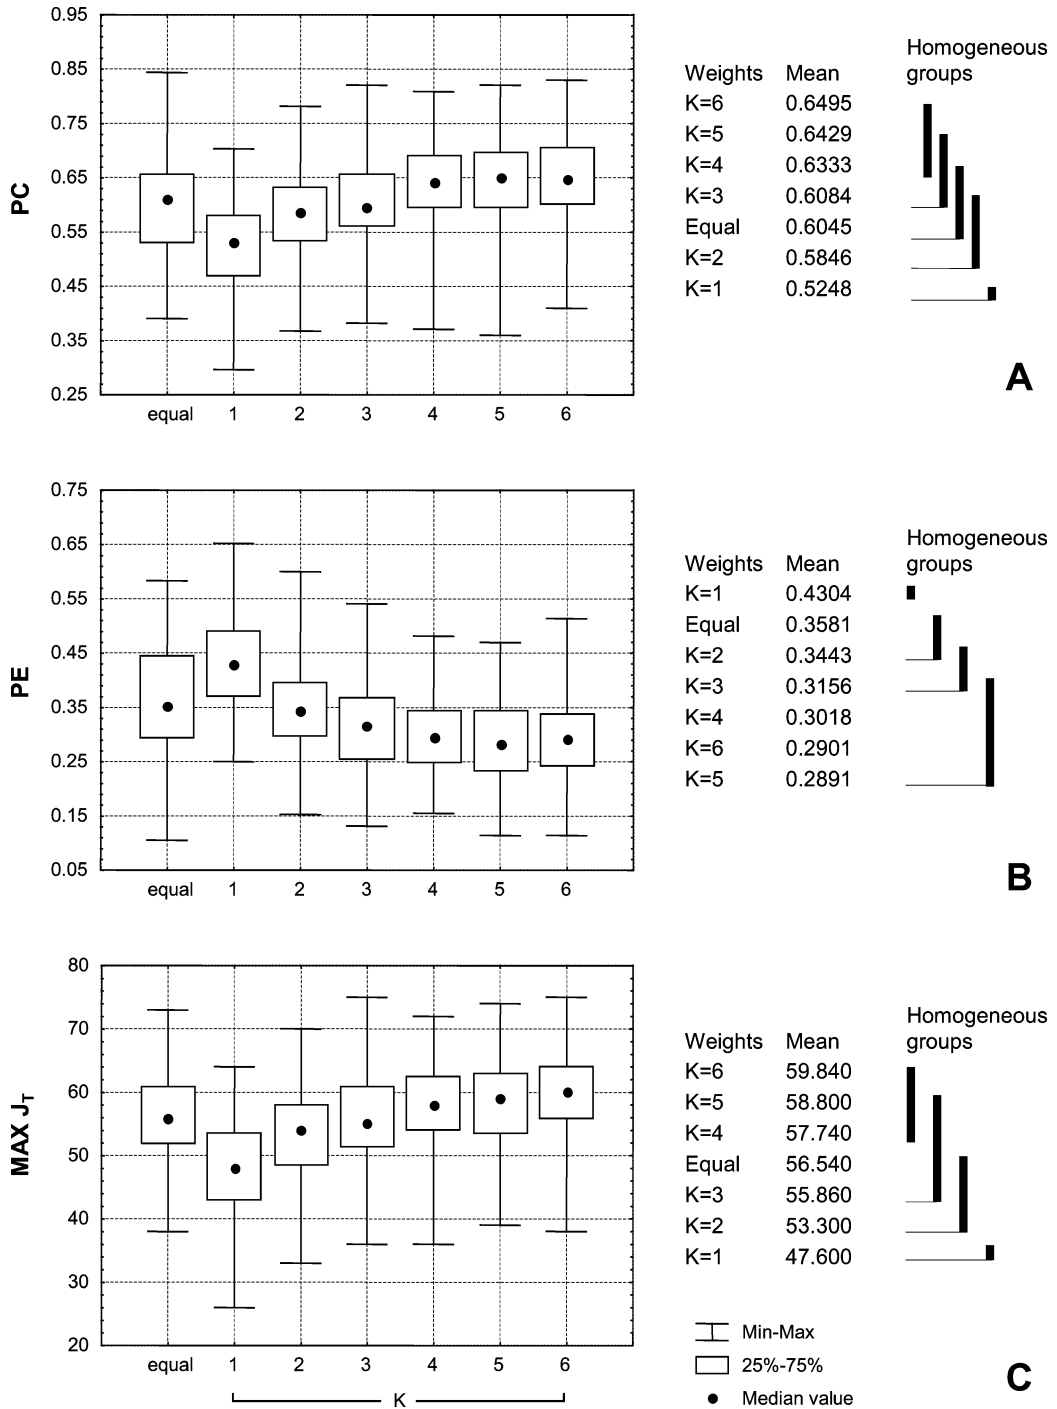 0.95
0.85
0.75
0.65
0.55
0.45
0.35
0.25
PC
equal 1 2 3 4 5 6
Homogeneous
groups
Weights Mean
K=6 0.6495
K=5 0.6429
K=4 0.6333
K=3 0.6084
Equal 0.6045
K=2 0.5846
K=1 0.5248
A
0.75
0.65
0.55
0.45
0.35
0.25
0.15
0.05
PE
equal 1 2 3 4 5 6
Homogeneous
groups
Weights Mean
K=1 0.4304
Equal 0.3581
K=2 0.3443
K=3 0.3156
K=4 0.3018
K=6 0.2901
K=5 0.2891
B
80
70
60
50
40
30
20
MAX JT
equal 1 2 3 4 5 6
K
Homogeneous
groups
Weights Mean
K=6 59.840
K=5 58.800
K=4 57.740
Equal 56.540
K=3 55.860
K=2 53.300
K=1 47.600
Min-Max
25%-75%
Median value
C